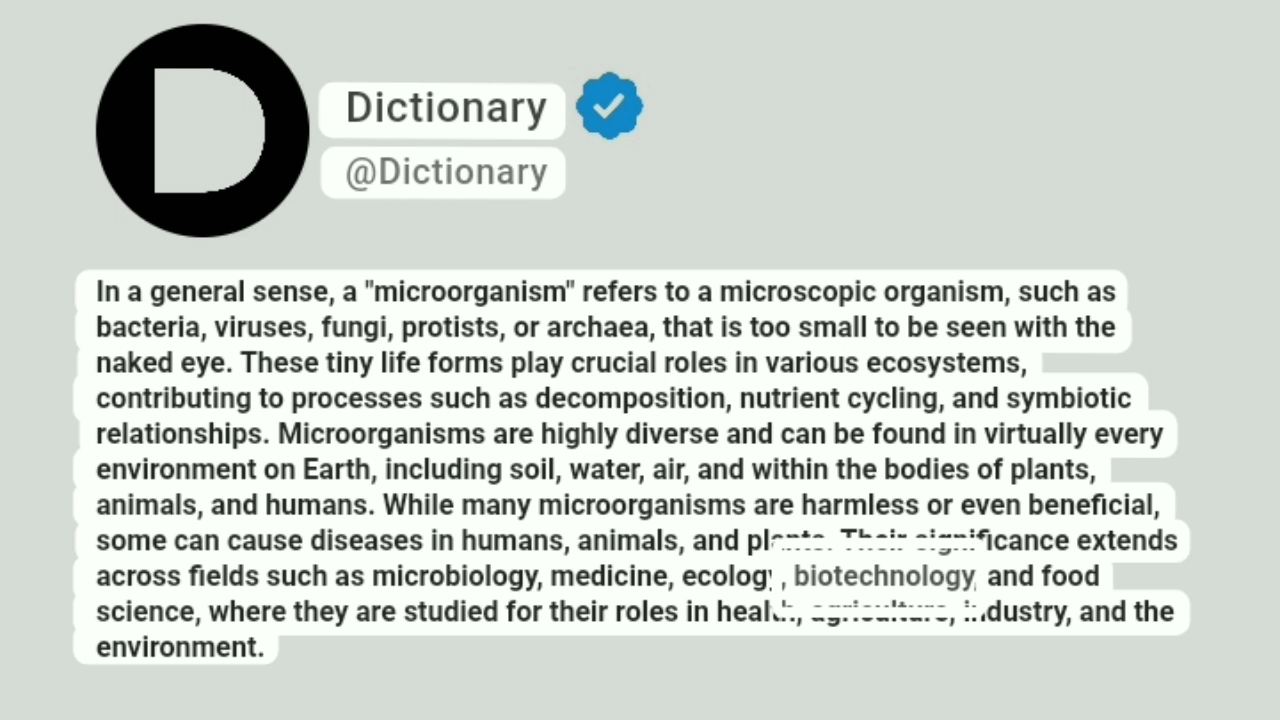 D
Dictionary
@Dictionary
In a general sense, a "microorganism" refers to a microscopic organism, such as
bacteria, viruses, fungi, protists, or archaea, that is too small to be seen with the
naked eye. These tiny life forms play crucial roles in various ecosystems,
contributing to processes such as decomposition, nutrient cycling, and symbiotic
relationships. Microorganisms are highly diverse and can be found in virtually every
environment on Earth, including soil, water, air, and within the bodies of plants,
animals, and humans. While many microorganisms are harmless or even beneficial,
some can cause diseases in humans, animals, and plants. Their significance extends
across fields such as microbiology, medicine, ecology, biotechnology, and food
science, where they are studied for their roles in health, agriculture, industry, and the
environment.